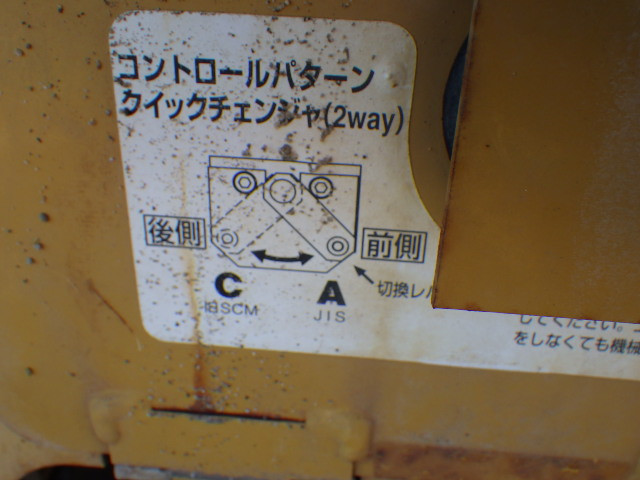 コントロールパターン
クイックチェンジャ(2way)
後側
前側
C
A
切換レバ
旧SCM
JIS
してください。
をしなくても機械